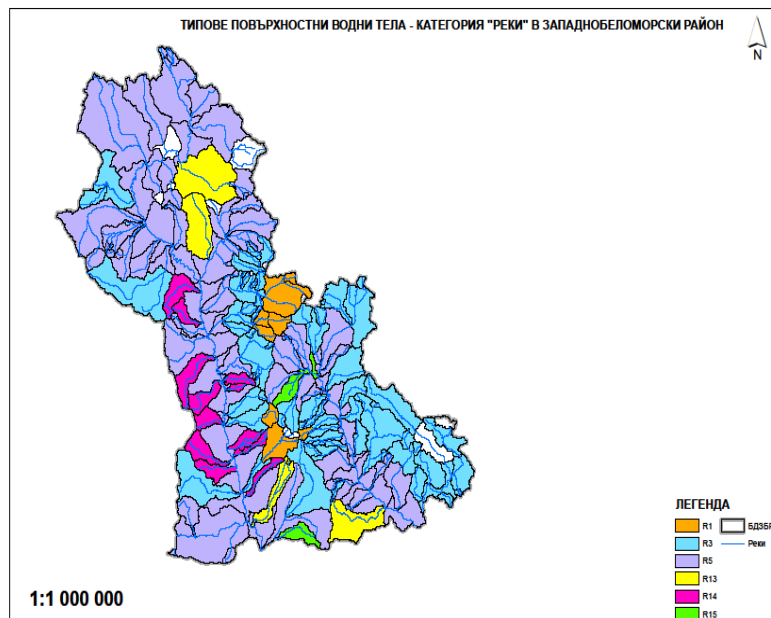 ТИПОВЕ ПОВЪРХНОСТНИ ВОДНИ ТЕЛА - КАТЕГОРИЯ "РЕКИ" В ЗАПАДНОБЕЛОМОРСКИ РАЙОН
N
ЛЕГЕНДА
R1 БДЗБР
R3 Реки
R5
R13
R14
R15
1:1 000 000